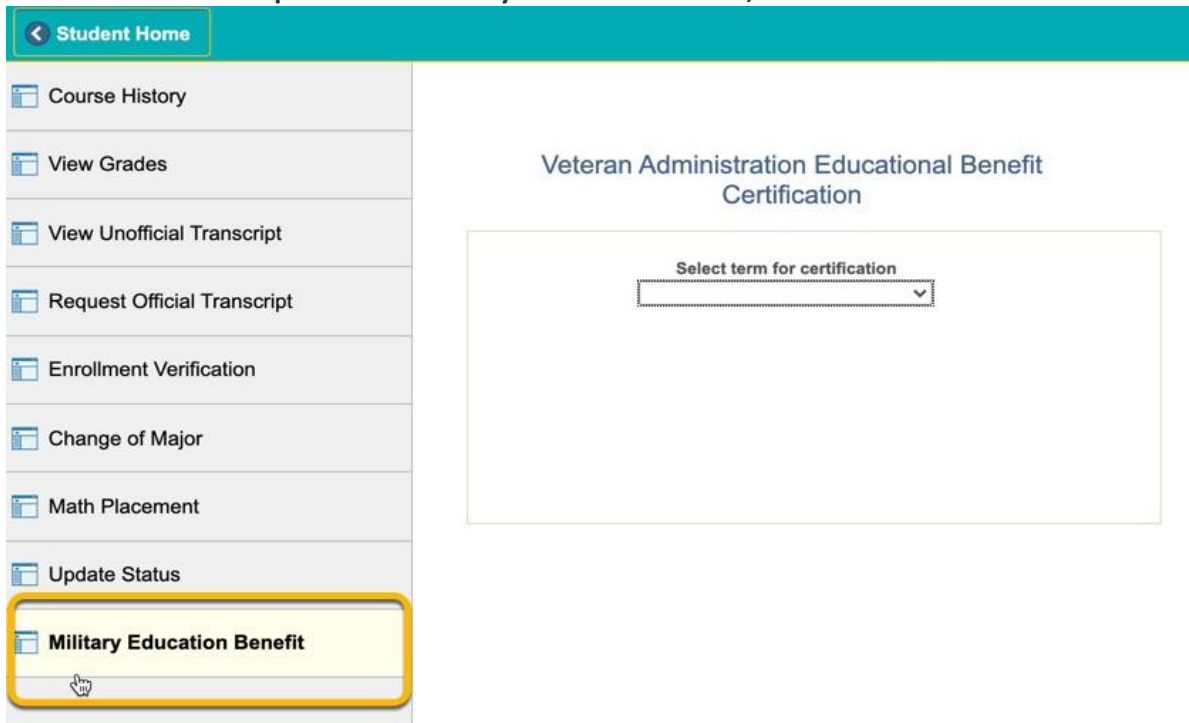 Student Home
Course History
View Grades
View Unofficial Transcript
Request Official Transcript
Enrollment Verification
Change of Major
Math Placement
Update Status
Military Education Benefit
Veteran Administration Educational Benefit
Certification
Select term for certification